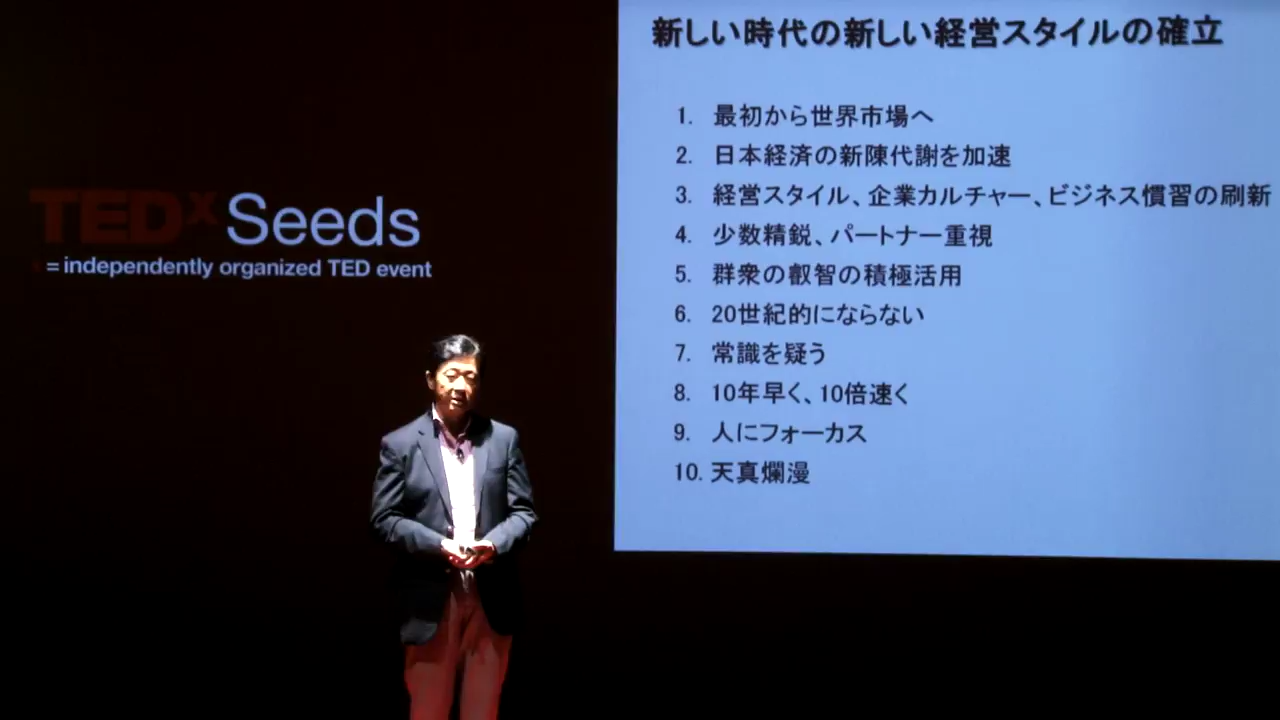 新しい時代の新しい経営スタイルの確立
1. 最初から世界市場へ
2. 日本経済の新陳代謝を加速
3. 経営スタイル、企業カルチャー、ビジネス慣習の刷新
4. 少数精鋭、パートナー重視
5. 群衆の叡智の積極活用
6. 20世紀的にならない
7. 常識を疑う
8. 10年早く、10倍速く
9. 人にフォーカス
10. 天真爛漫
TEDxSeeds
x = independently organized TED event